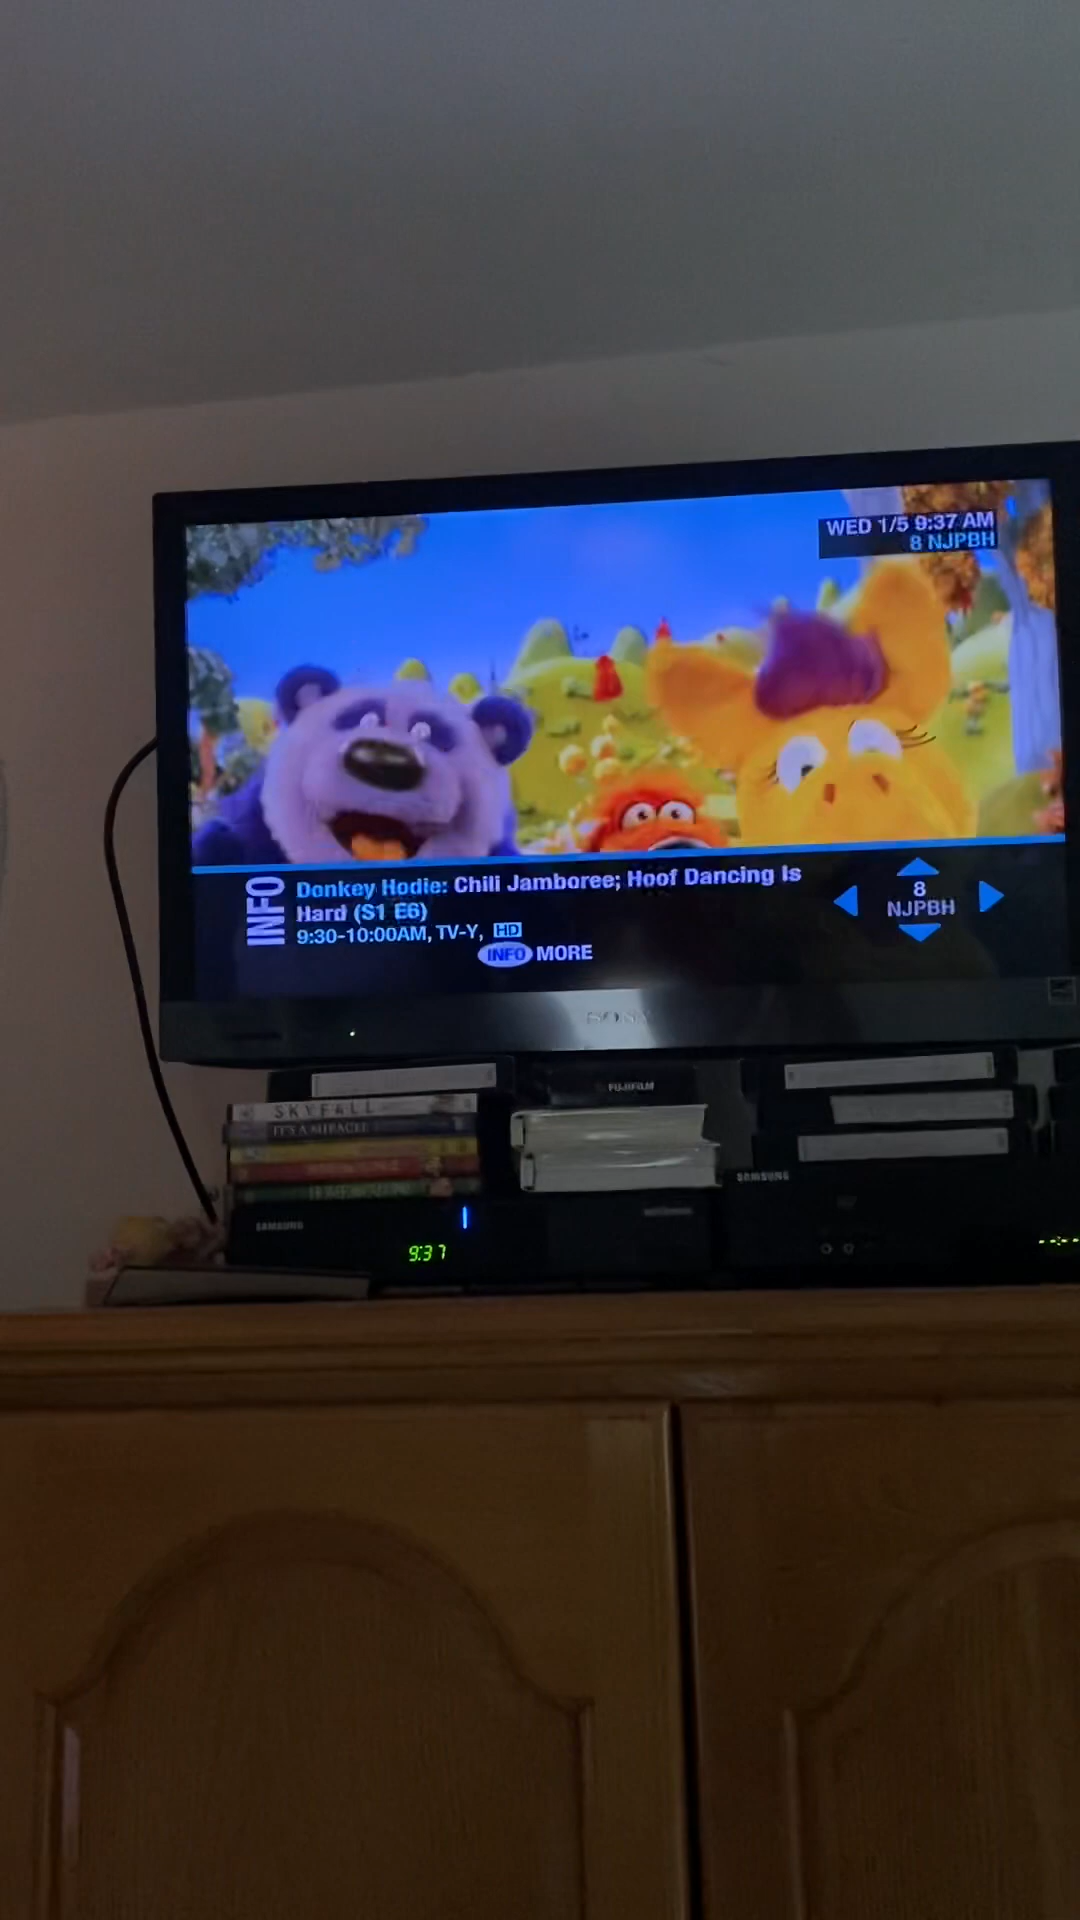 WED 1/5 9:37 AM
8 NJPBH
INFO
Donkey Hodie: Chili Jamboree; Hoof Dancing Is
Hard (S1 E6)
9:30-10:00AM, TV-Y, HD
INFO MORE
8
NJPBH
SONY
FUJIFILM
SKYFALL
IT'S A MIRACLE
SAMSUNG
SAMSUNG
9:37